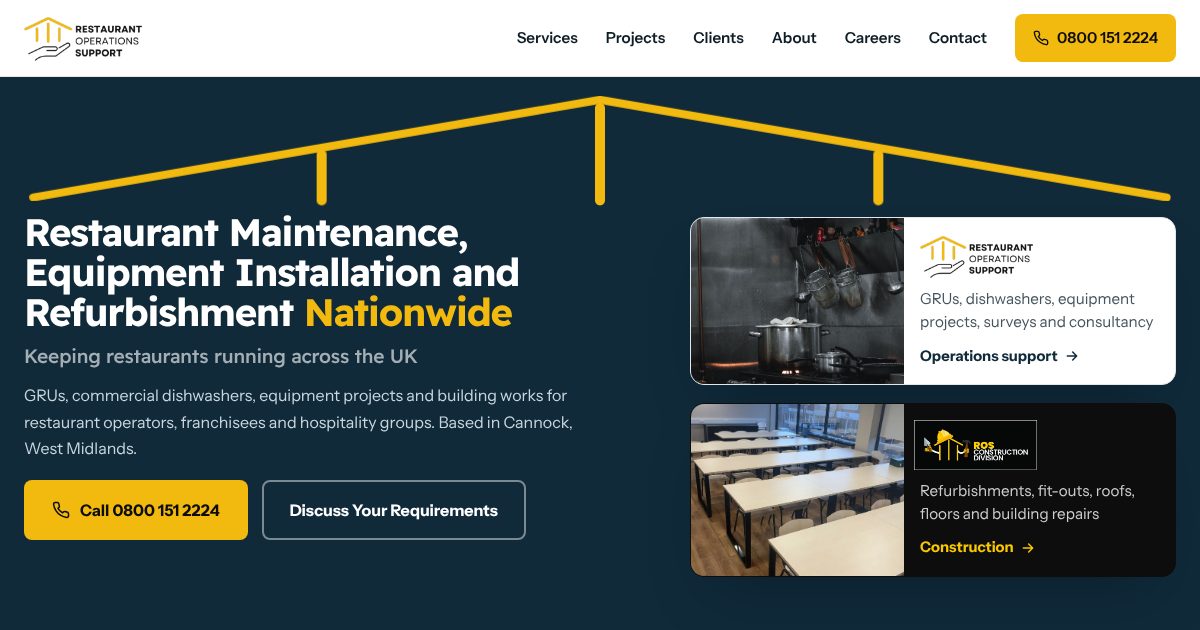 RESTAURANT
OPERATIONS
SUPPORT
Services
Projects
Clients
About
Careers
Contact
0800 151 2224
Restaurant Maintenance,
Equipment Installation and
Refurbishment Nationwide
Keeping restaurants running across the UK
GRUs, commercial dishwashers, equipment projects and building works for
restaurant operators, franchisees and hospitality groups. Based in Cannock,
West Midlands.
Call 0800 151 2224
Discuss Your Requirements
RESTAURANT
OPERATIONS
SUPPORT
GRUs, dishwashers, equipment
projects, surveys and consultancy
Operations support →
ROS
CONSTRUCTION
DIVISION
Refurbishments, fit-outs, roofs,
floors and building repairs
Construction →